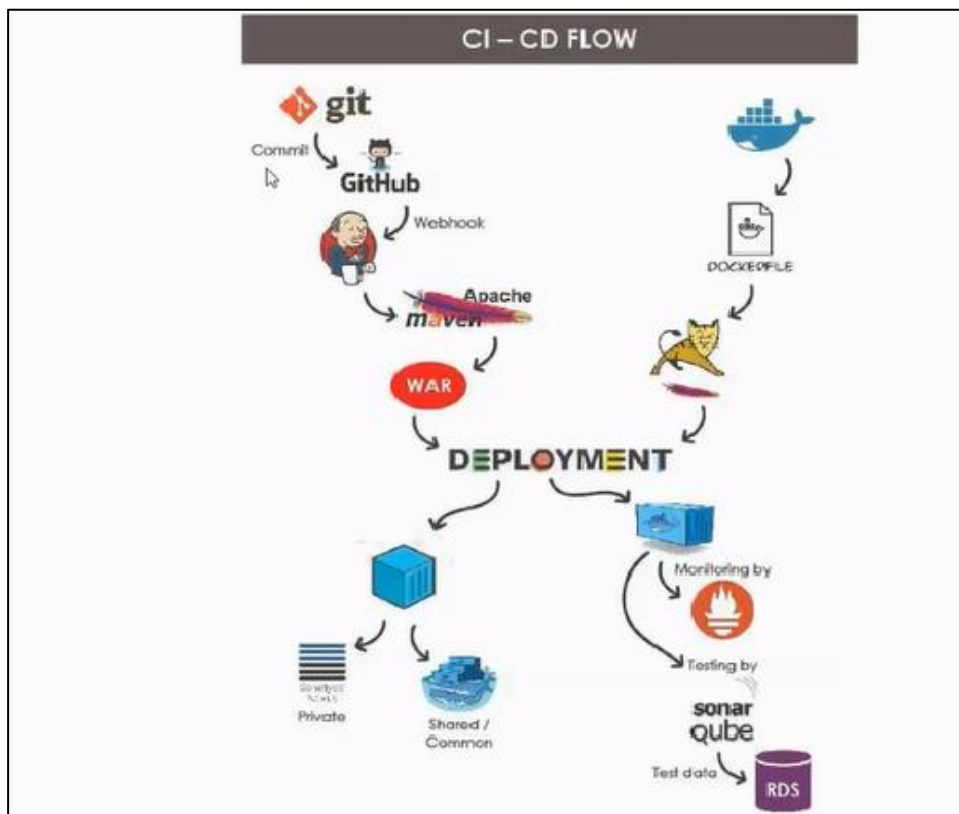 CI – CD FLOW
git
Commit
GitHub
Webhook
DOCKERFILE
Apache
maven
WAR
DEPLOYMENT
Monitoring by
Testing by
Private
Shared /
Common
sonar
qube
Test data
RDS